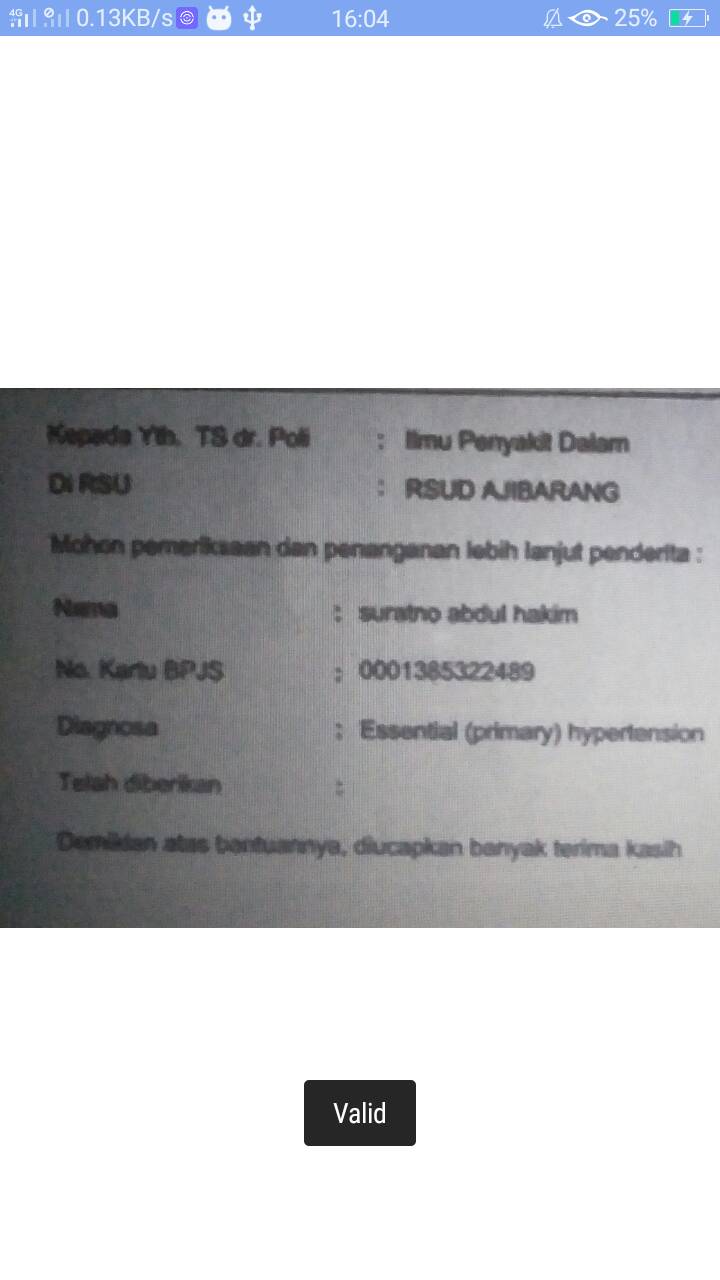 4G 0.13KB/s 16:04 25%
Kepada Yth. TS dr. Poli : Ilmu Penyakit Dalam
Di RSU : RSUD AJIBARANG
Mohon pemeriksaan dan penanganan lebih lanjut penderita :
Nama : suratno abdul hakim
No. Kartu BPJS : 0001385322489
Diagnosa : Essential (primary) hypertension
Telah diberikan :
Demikian atas bantuannya, diucapkan banyak terima kasih
Valid